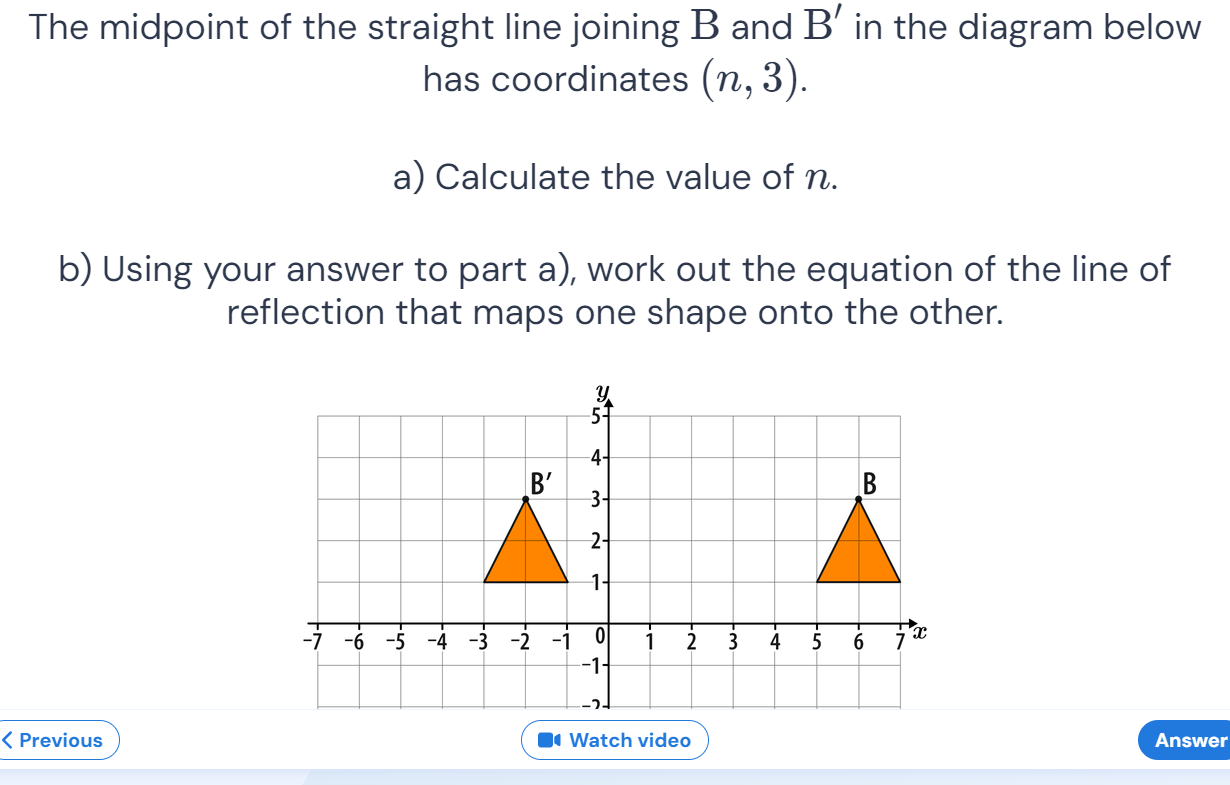 The midpoint of the straight line joining B and B′ in the diagram below
has coordinates (n, 3).
a) Calculate the value of n.
b) Using your answer to part a), work out the equation of the line of
reflection that maps one shape onto the other.
y
5
4
B′
B
3
2
1
-7 -6 -5 -4 -3 -2 -1 0 1 2 3 4 5 6 7 x
-1
-2
Previous
Watch video
Answer